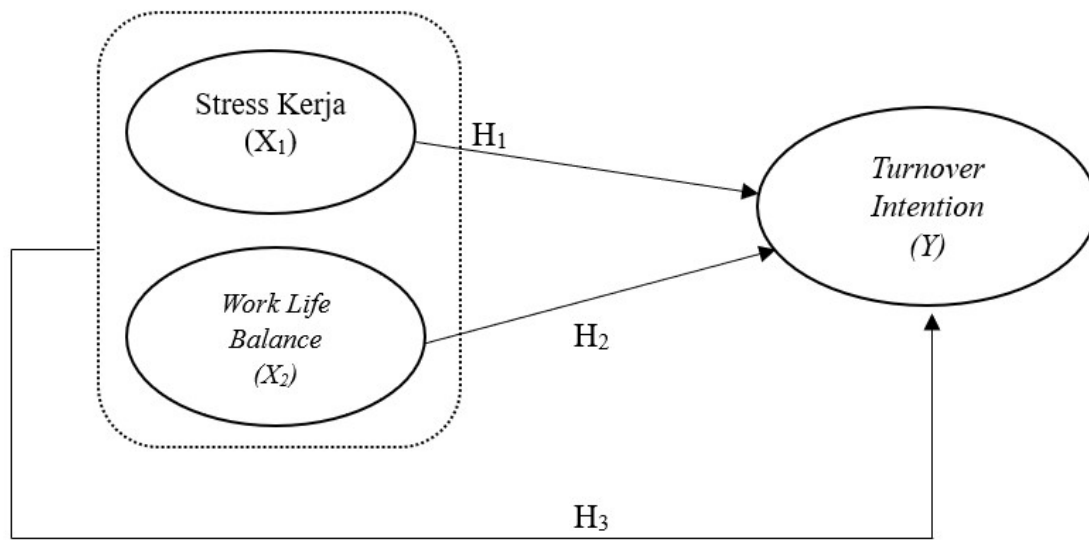 Stress Kerja
(X₁)
H₁
Turnover
Intention
(Y)
Work Life
Balance
(X₂)
H₂
H₃